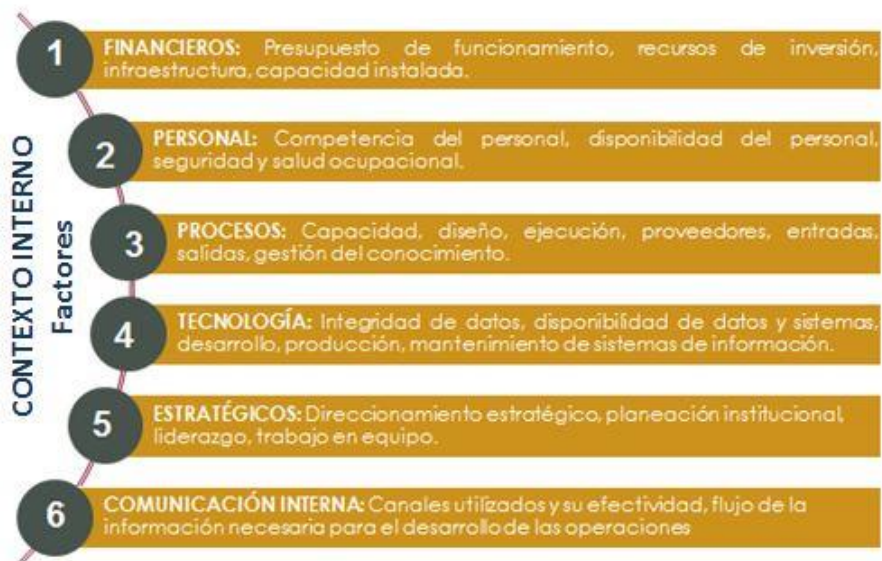 CONTEXTO INTERNO
Factores
1
FINANCIEROS: Presupuesto de funcionamiento, recursos de inversión,
infraestructura, capacidad instalada.
2
PERSONAL: Competencia del personal, disponibilidad del personal,
seguridad y salud ocupacional.
3
PROCESOS: Capacidad, diseño, ejecución, proveedores, entradas,
salidas, gestión del conocimiento.
4
TECNOLOGÍA: Integridad de datos, disponibilidad de datos y sistemas,
desarrollo, producción, mantenimiento de sistemas de información.
5
ESTRATÉGICOS: Direccionamiento estratégico, planeación institucional,
liderazgo, trabajo en equipo.
6
COMUNICACIÓN INTERNA: Canales utilizados y su efectividad, flujo de la
información necesaria para el desarrollo de las operaciones